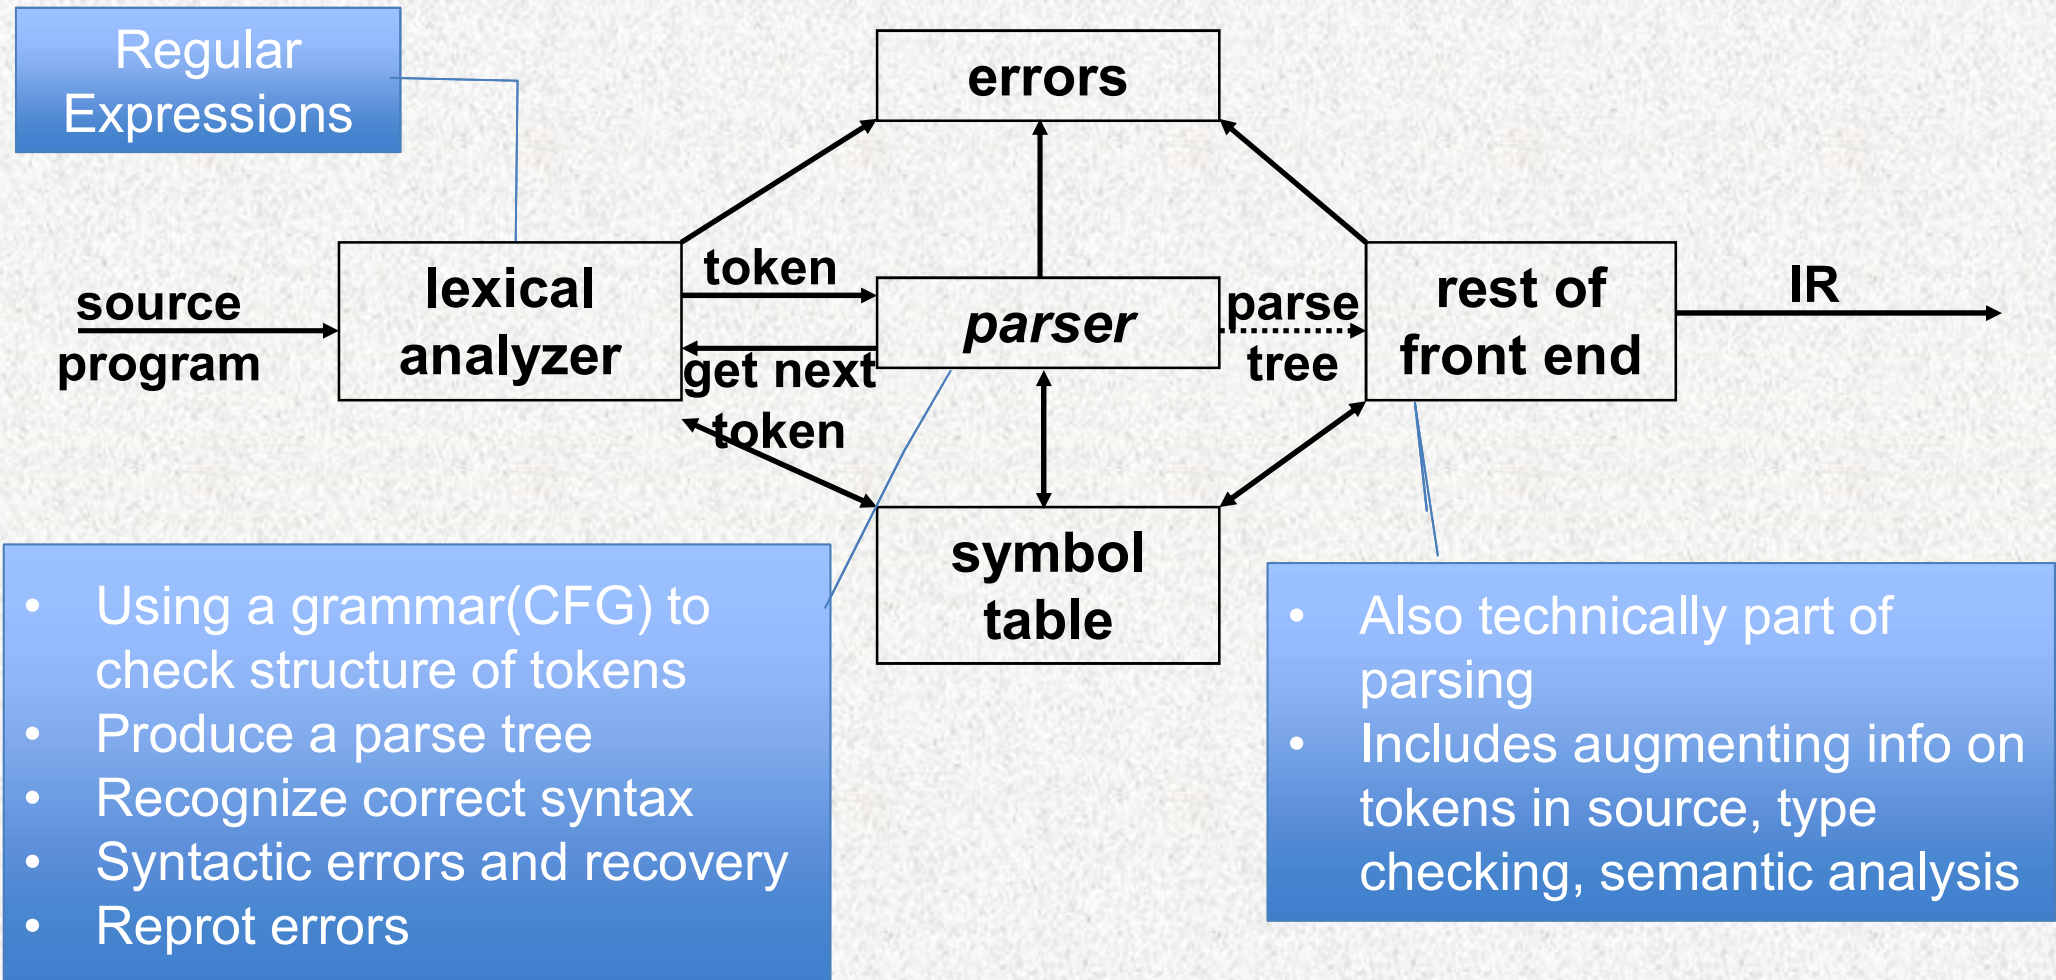 Regular
Expressions
errors
source
program
lexical
analyzer
token
get next
token
parser
parse
tree
rest of
front end
IR
symbol
table
• Using a grammar(CFG) to
check structure of tokens
• Produce a parse tree
• Recognize correct syntax
• Syntactic errors and recovery
• Reprot errors
• Also technically part of
parsing
• Includes augmenting info on
tokens in source, type
checking, semantic analysis